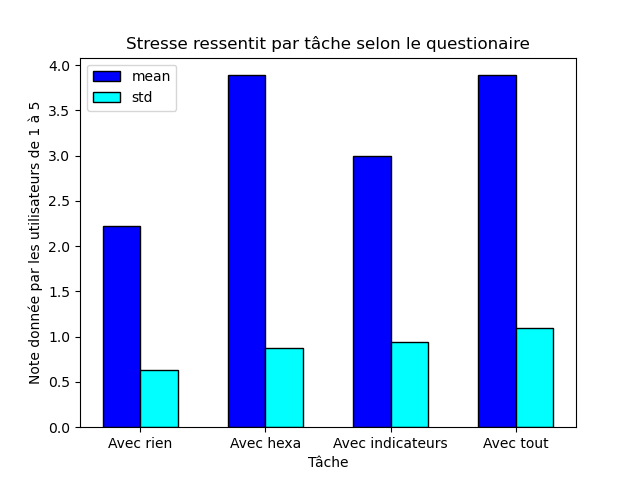 Stresse ressentit par tâche selon le questionaire
mean
std
Note donnée par les utilisateurs de 1 à 5
4.0
3.5
3.0
2.5
2.0
1.5
1.0
0.5
0.0
Avec rien
Avec hexa
Avec indicateurs
Avec tout
Tâche